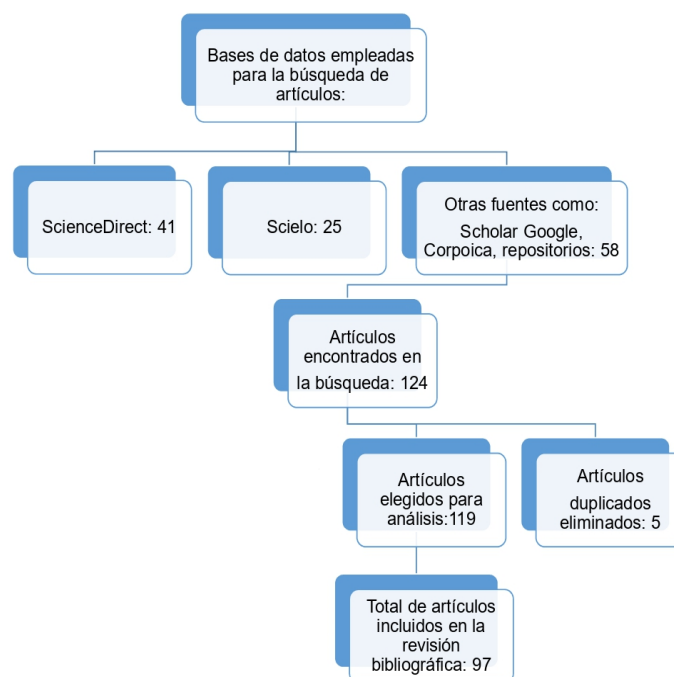 Bases de datos empleadas
para la búsqueda de
artículos:
ScienceDirect: 41
Scielo: 25
Otras fuentes como:
Scholar Google,
Corpoica, repositorios: 58
Artículos
encontrados en
la búsqueda: 124
Artículos
elegidos para
análisis:119
Artículos
duplicados
eliminados: 5
Total de artículos
incluidos en la
revisión
bibliográfica: 97